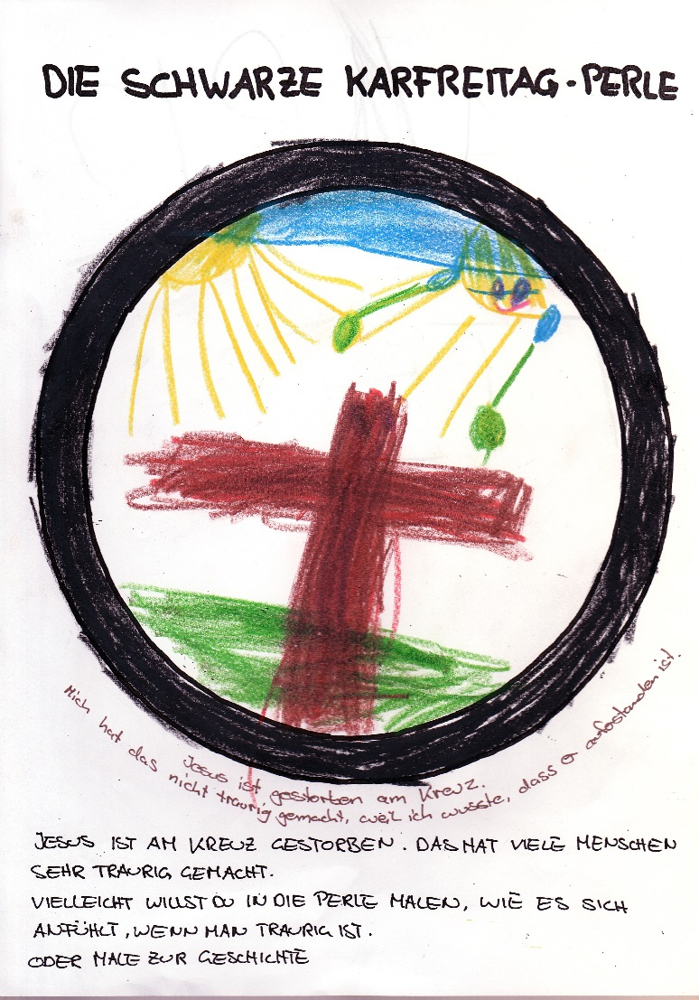 DIE SCHWARZE KARFREITAG-PERLE
Jesus ist gestorben am Kreuz.
Mich hat das nicht traurig gemacht, weil ich wusste, dass er auferstanden ist.
JESUS IST AM KREUZ GESTORBEN. DAS HAT VIELE MENSCHEN
SEHR TRAURIG GEMACHT.
VIELLEICHT WILLST DU IN DIE PERLE MALEN, WIE ES SICH
ANFÜHLT, WENN MAN TRAURIG IST.
ODER MALE ZUR GESCHICHTE